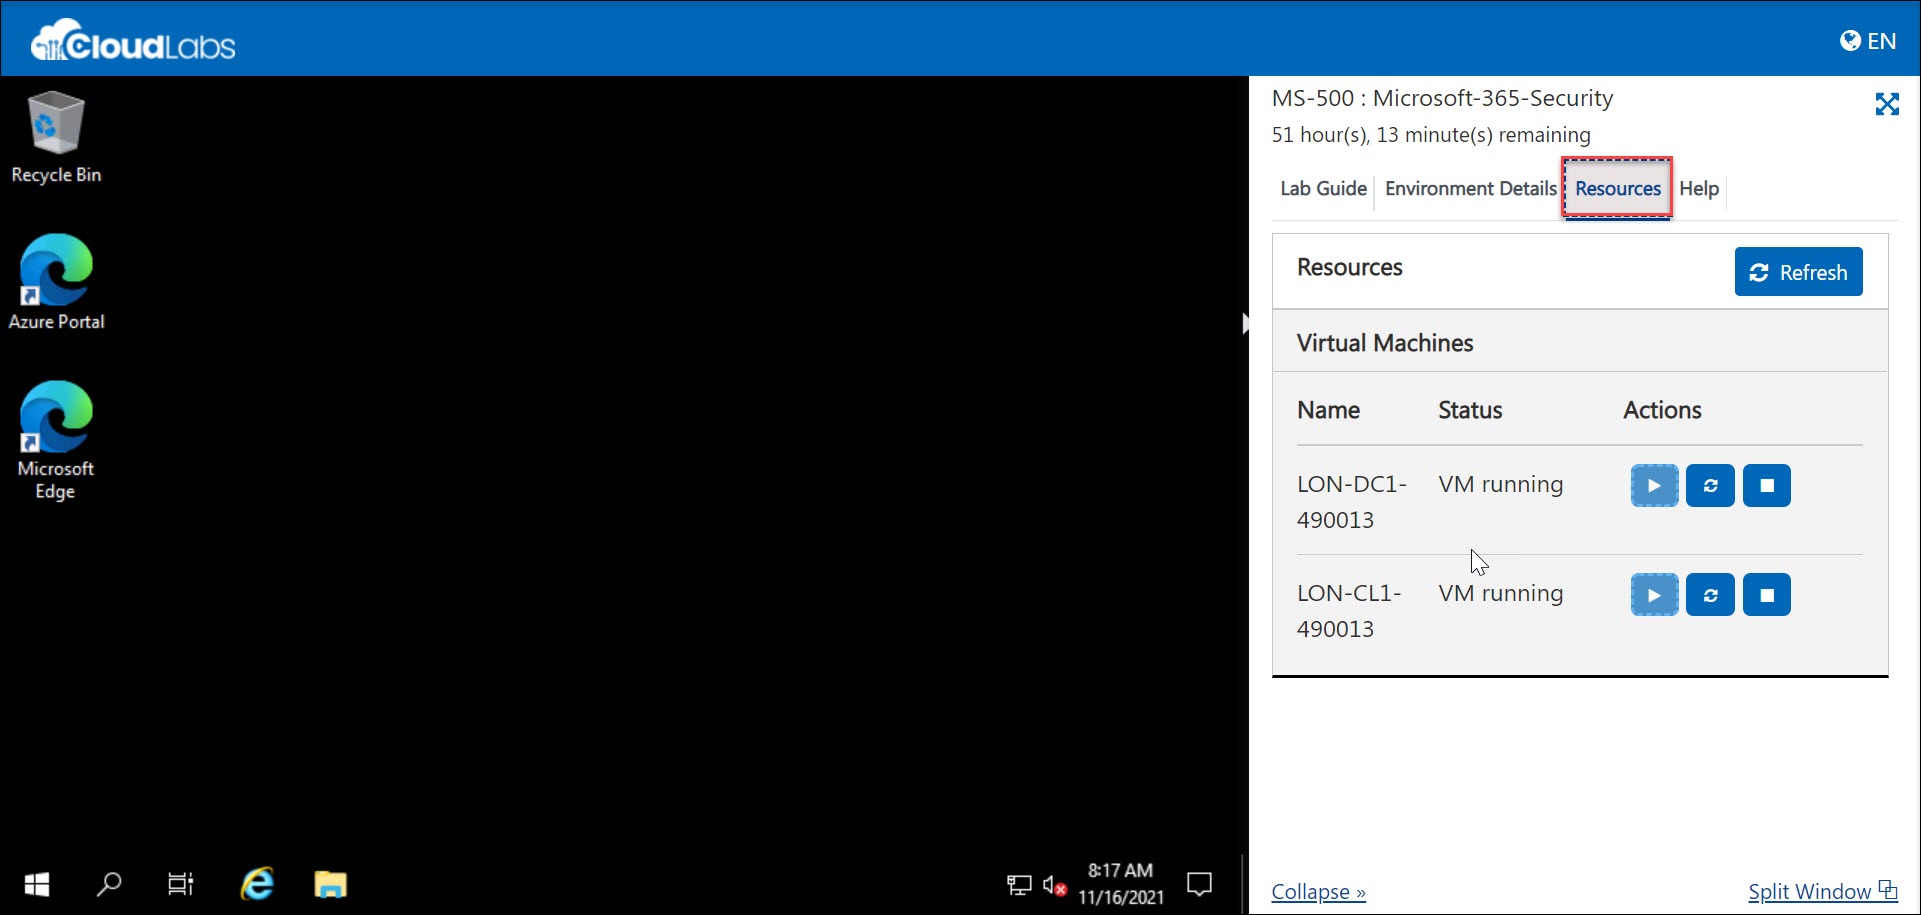 CloudLabs
EN
Recycle Bin
Azure Portal
Microsoft
Edge
8:17 AM
11/16/2021
MS-500 : Microsoft-365-Security
51 hour(s), 13 minute(s) remaining
Lab Guide Environment Details Resources Help
Resources Refresh
Virtual Machines
Name Status Actions
LON-DC1- VM running
490013
LON-CL1- VM running
490013
Collapse » Split Window